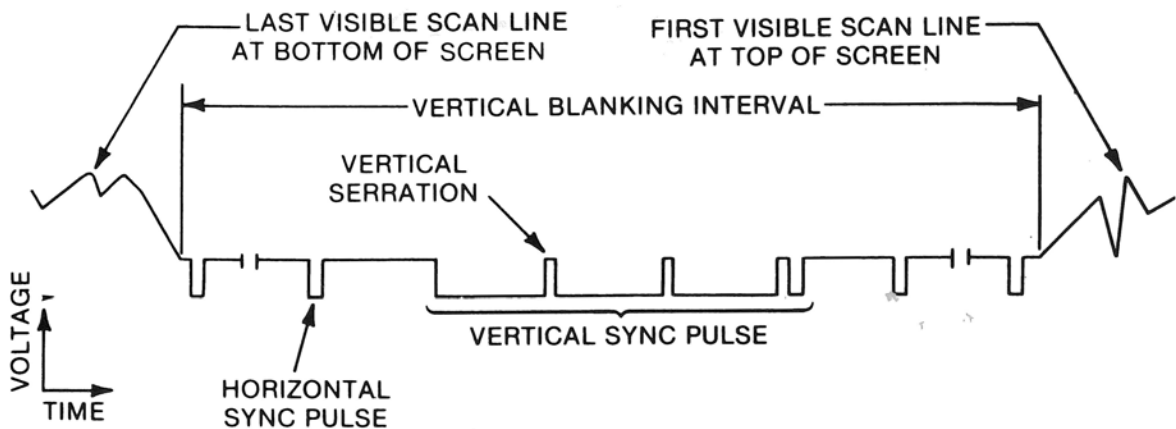 LAST VISIBLE SCAN LINE
AT BOTTOM OF SCREEN
FIRST VISIBLE SCAN LINE
AT TOP OF SCREEN
VERTICAL BLANKING INTERVAL
VERTICAL
SERRATION
VERTICAL SYNC PULSE
HORIZONTAL
SYNC PULSE
VOLTAGE
TIME